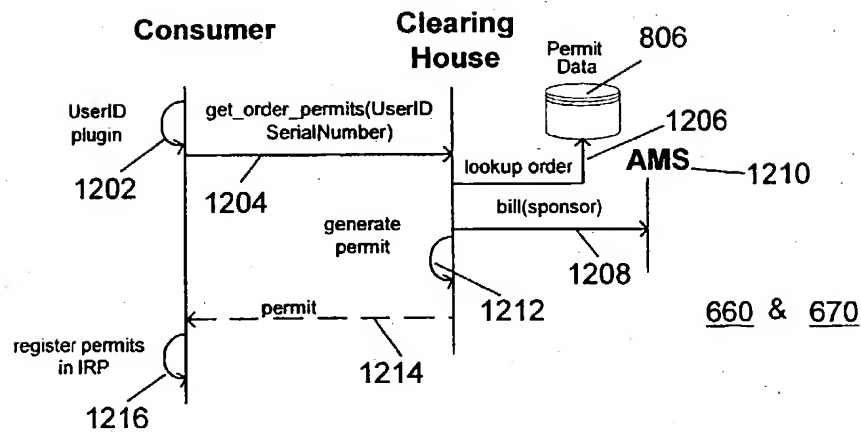 Consumer
Clearing
House
Permit
Data
806
UserID
plugin
get_order_permits(UserID
SerialNumber)
1202
1204
lookup order
1206
AMS
1210
bill(sponsor)
generate
permit
1208
1212
660 & 670
permit
register permits
in IRP
1214
1216